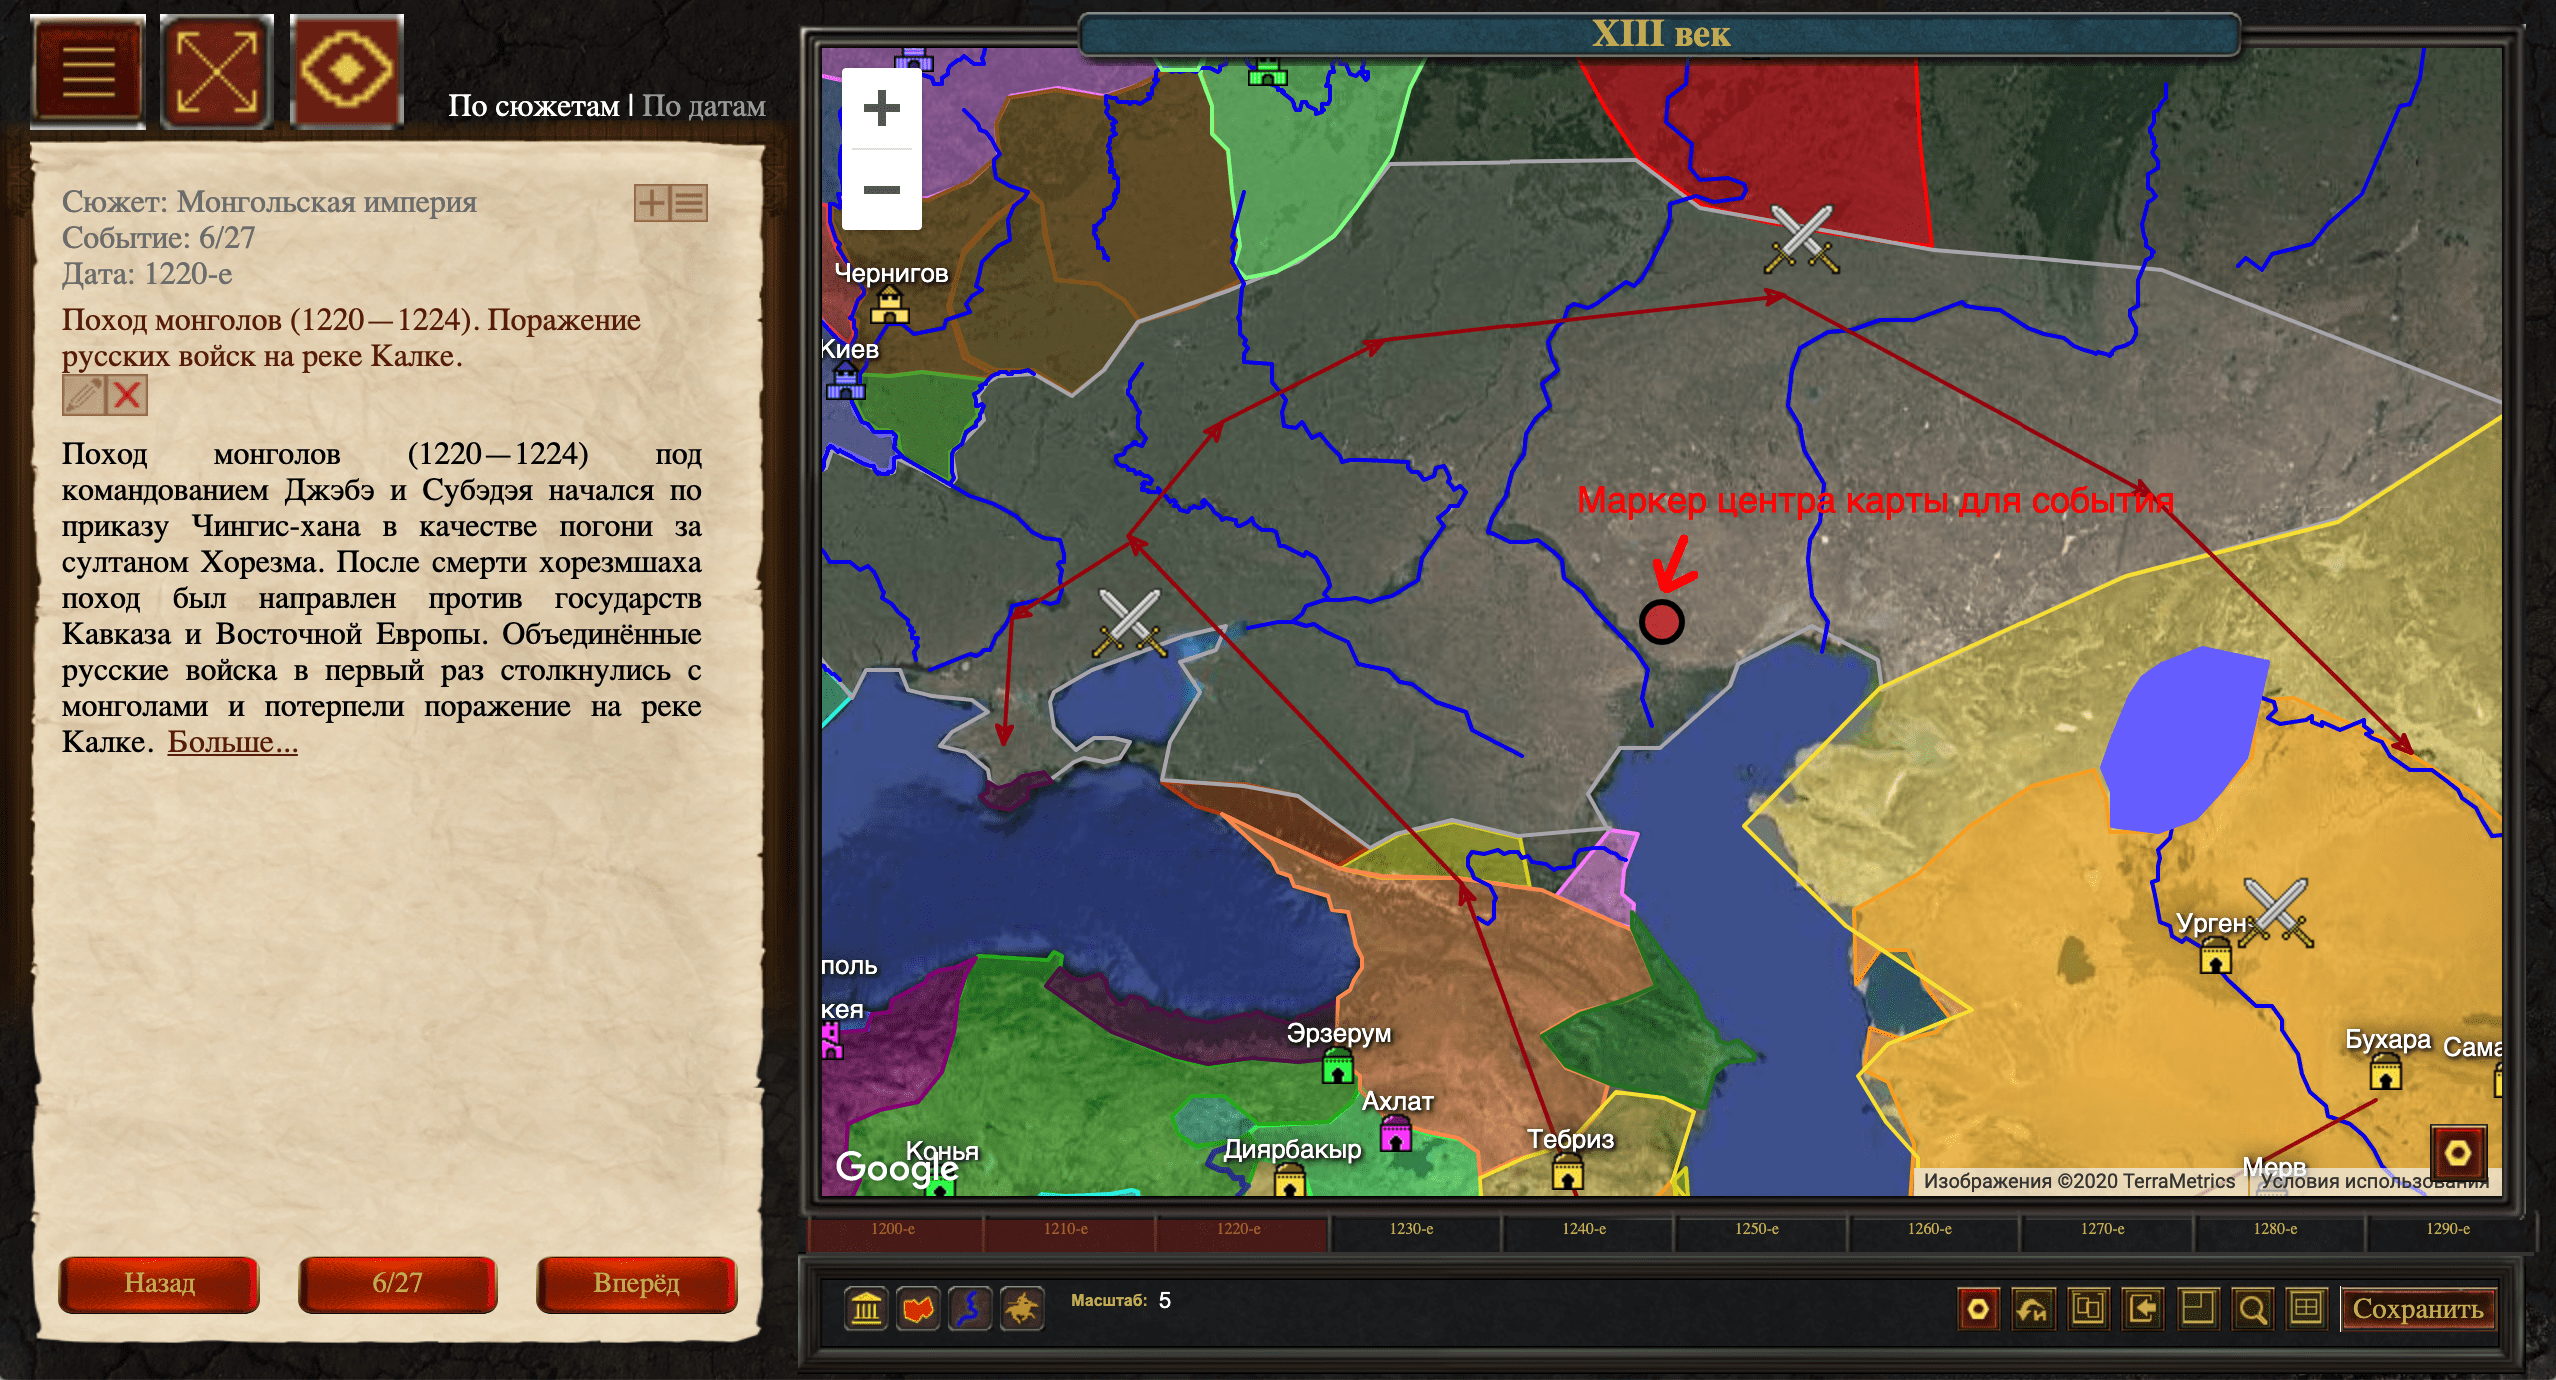 XIII век
По сюжетам | По датам
Сюжет: Монгольская империя
Событие: 6/27
Дата: 1220-е
Поход монголов (1220—1224). Поражение
русских войск на реке Калке.
Поход монголов (1220—1224) под
командованием Джэбэ и Субэдэя начался по
приказу Чингис-хана в качестве погони за
султаном Хорезма. После смерти хорезмшаха
поход был направлен против государств
Кавказа и Восточной Европы. Объединённые
русские войска в первый раз столкнулись с
монголами и потерпели поражение на реке
Калке. Больше...
Назад
6/27
Вперёд
Чернигов
Киев
Маркер центра карты для события
Урген
поль
кея
Эрзерум
Бухара
Сама
Ахлат
Тебриз
Диярбакыр
Конья
Мерв
Google
Изображения ©2020 TerraMetrics
Условия использования
1200-е
1210-е
1220-е
1230-е
1240-е
1250-е
1260-е
1270-е
1280-е
1290-е
Масштаб: 5
Сохранить